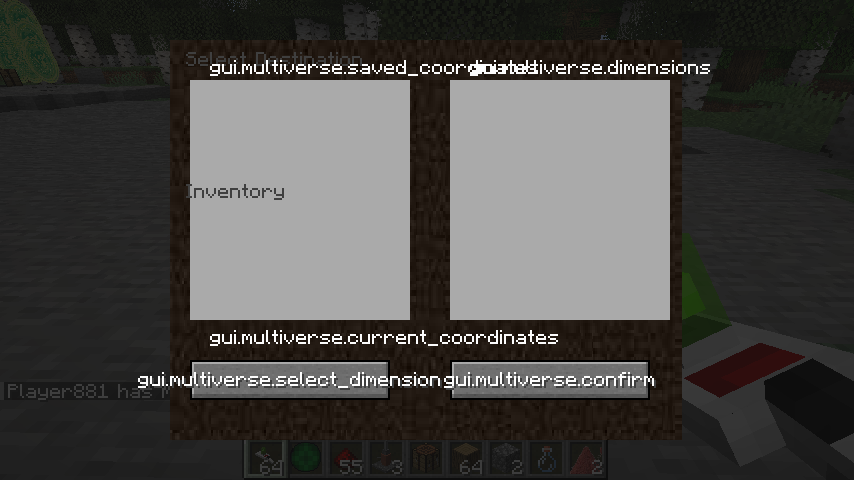 Select Destination
gui.multiverse.saved_coordinates
gui.multiverse.dimensions
Inventory
gui.multiverse.current_coordinates
gui.multiverse.select_dimension
gui.multiverse.confirm
Player881 has
64
55
3
64
2
2